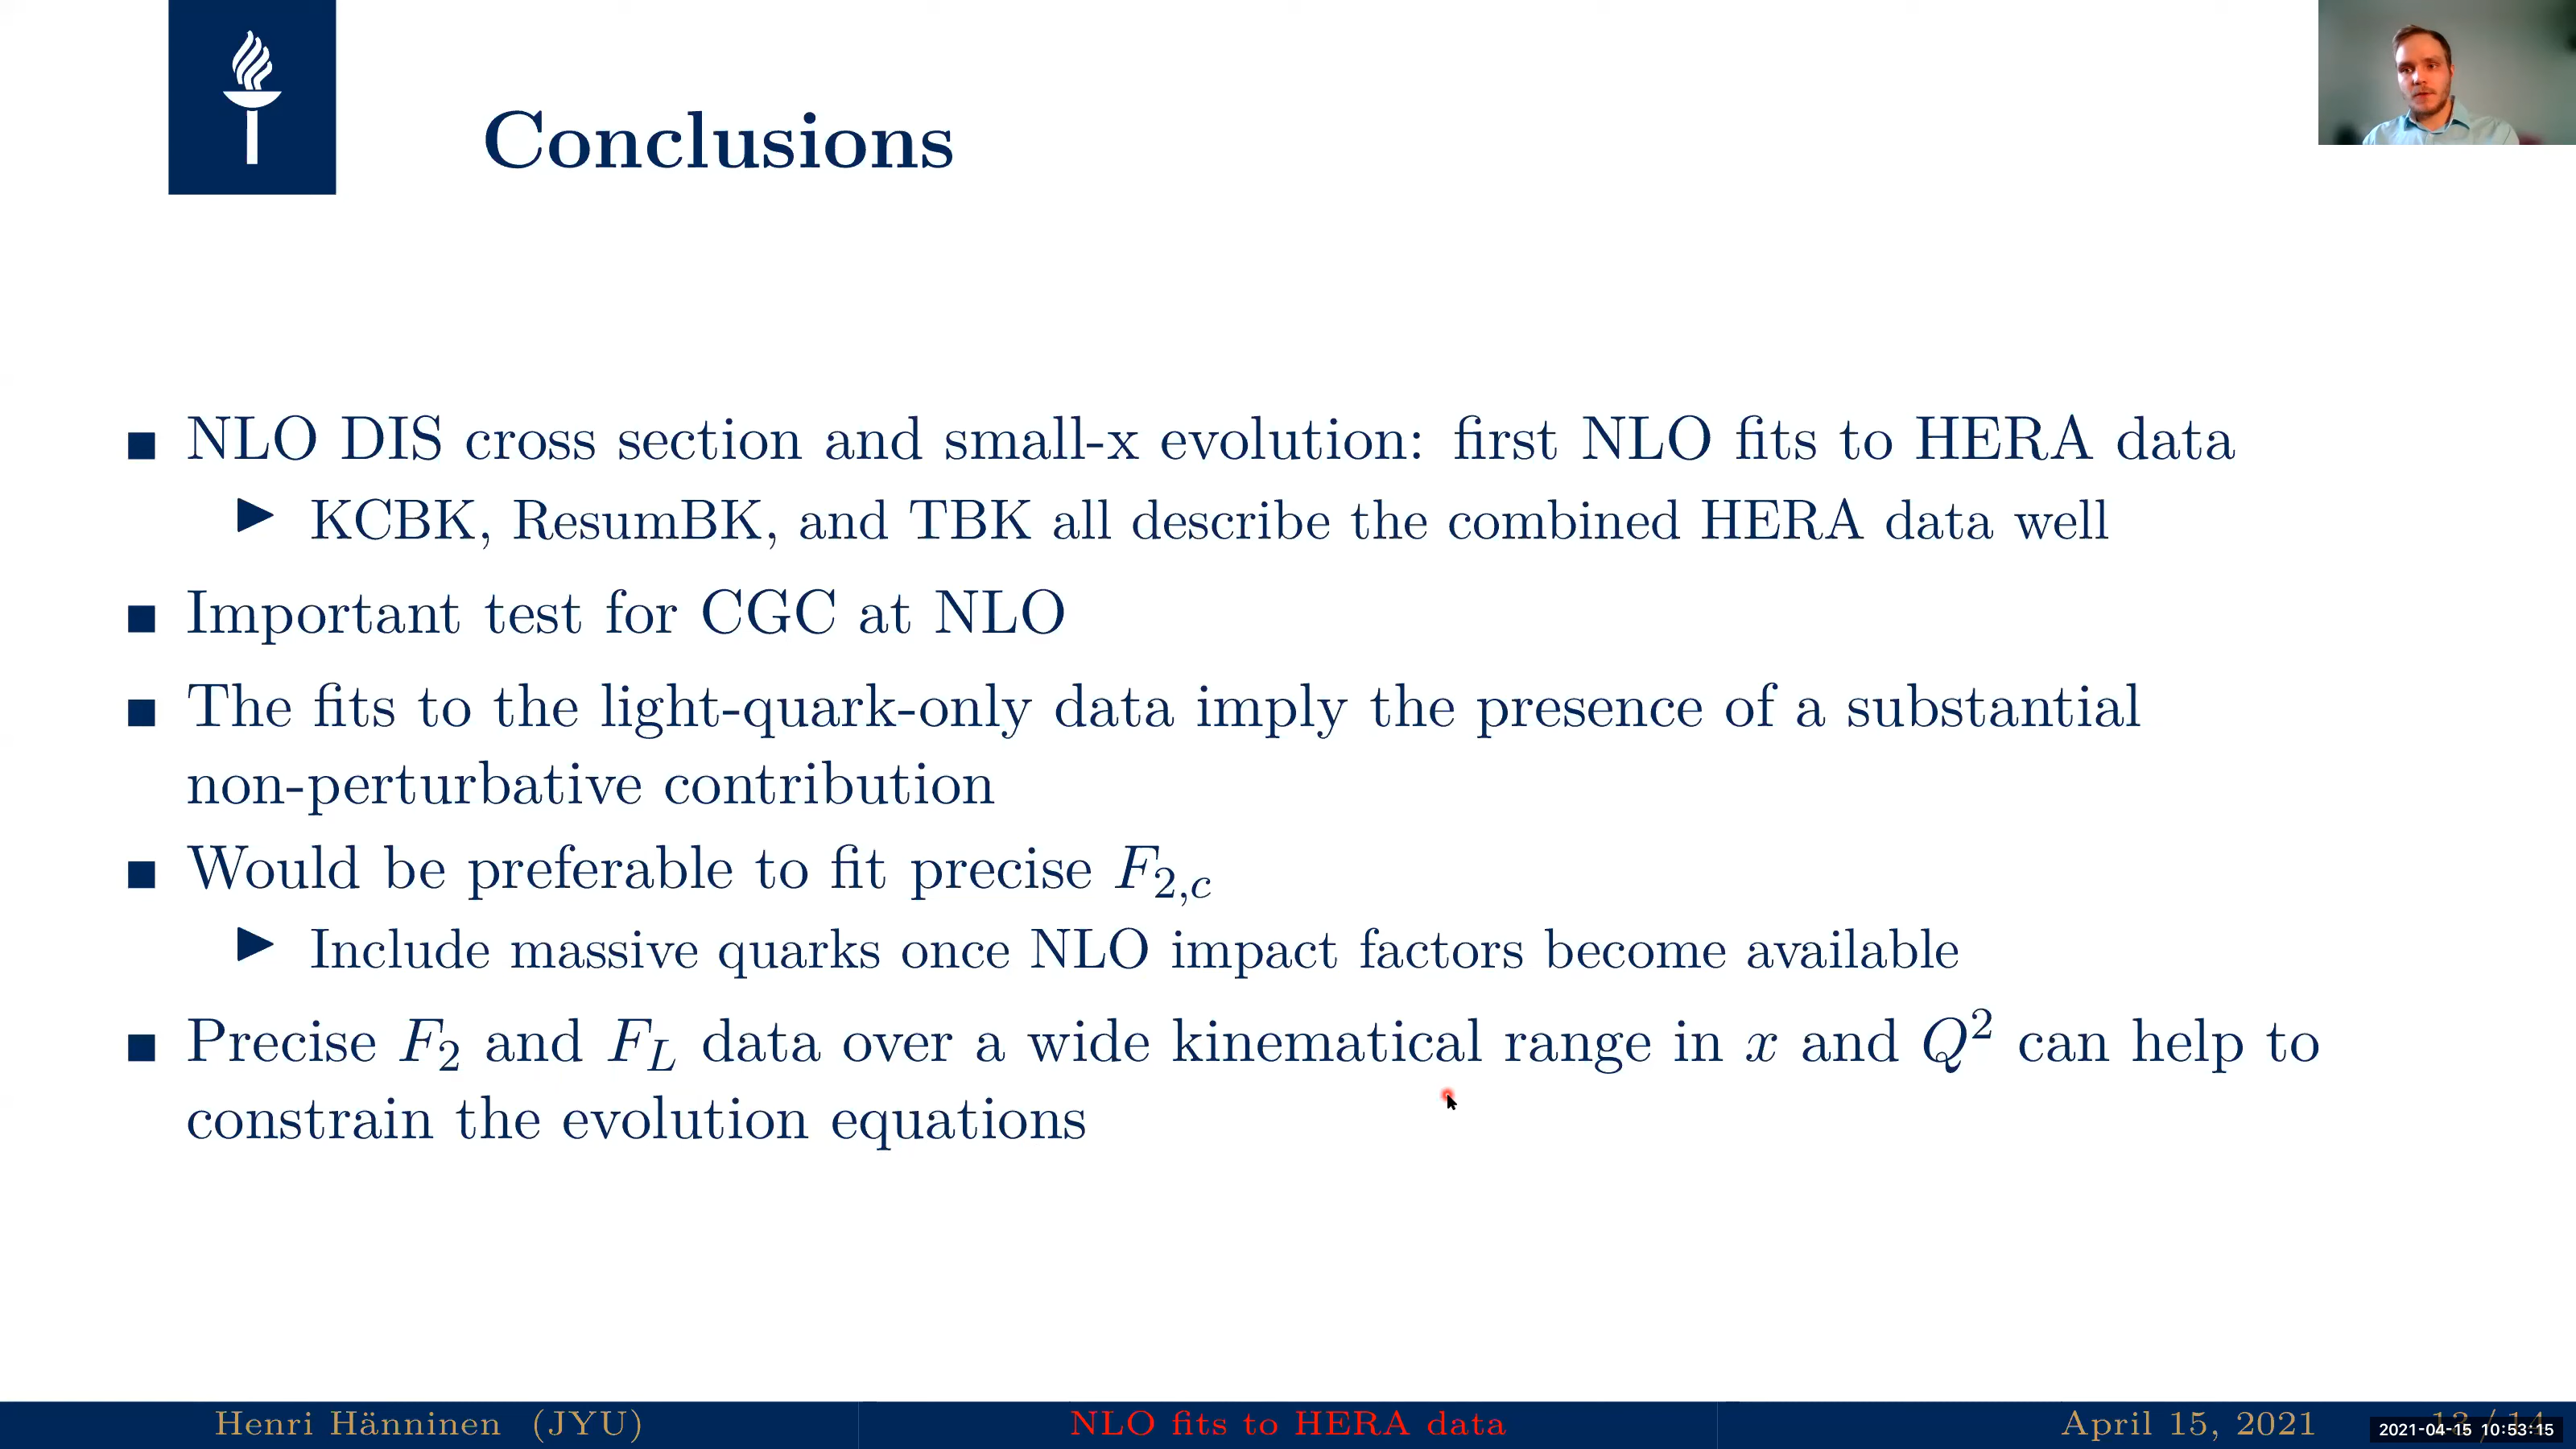 Conclusions
■ NLO DIS cross section and small-x evolution: first NLO fits to HERA data
▶ KCBK, ResumBK, and TBK all describe the combined HERA data well
■ Important test for CGC at NLO
■ The fits to the light-quark-only data imply the presence of a substantial
non-perturbative contribution
■ Would be preferable to fit precise F₂,c
▶ Include massive quarks once NLO impact factors become available
■ Precise F₂ and F_L data over a wide kinematical range in x and Q² can help to
constrain the evolution equations
Henri Hänninen (JYU)
NLO fits to HERA data
April 15, 2021
2021-04-15 10:53:15